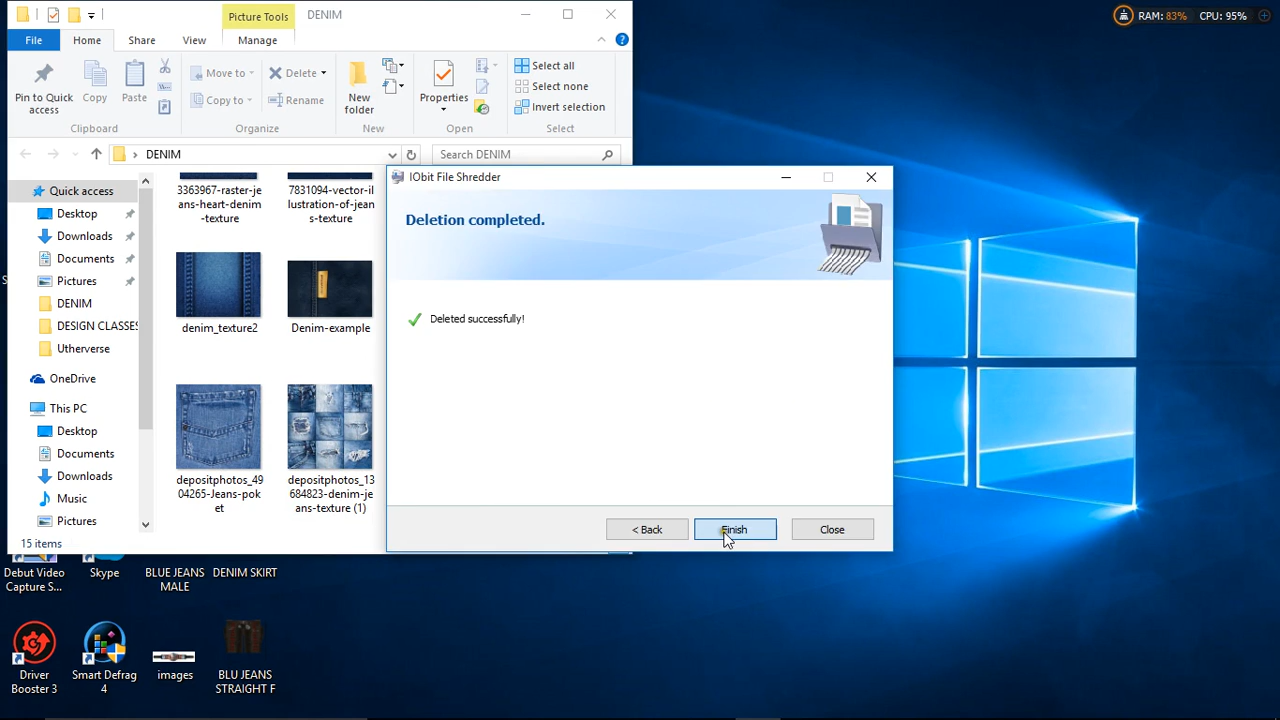 Picture Tools
DENIM
RAM: 83% CPU: 95%
File
Home
Share
View
Manage
Pin to Quick
access
Copy
Paste
Move to
Copy to
Delete
Rename
New
folder
Properties
Select all
Select none
Invert selection
Clipboard
Organize
New
Open
Select
DENIM
Search DENIM
Quick access
Desktop
Downloads
Documents
Pictures
DENIM
DESIGN CLASSES
Utherverse
OneDrive
This PC
Desktop
Documents
Downloads
Music
Pictures
3363967-raster-je
ans-heart-denim
-texture
7831094-vector-il
lustration-of-jean
s-texture
denim_texture2
Denim-example
depositphotos_49
04265-Jeans-pok
et
depositphotos_13
684823-denim-je
ans-texture (1)
15 items
IObit File Shredder
Deletion completed.
Deleted successfully!
< Back
Finish
Close
Debut Video
Capture S...
Skype
BLUE JEANS
MALE
DENIM SKIRT
Driver
Booster 3
Smart Defrag
4
images
BLU JEANS
STRAIGHT F